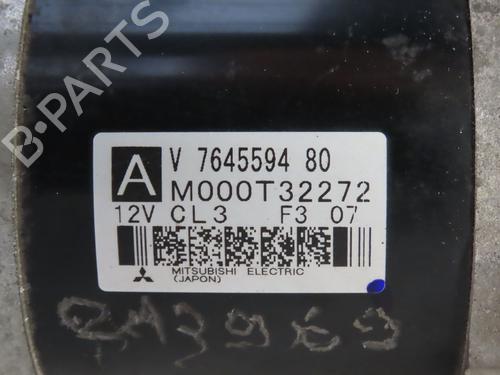 A
V 7645594 80
M000T32272
12V CL3 F3 07
MITSUBISHI ELECTRIC
(JAPON)
B-PARTS